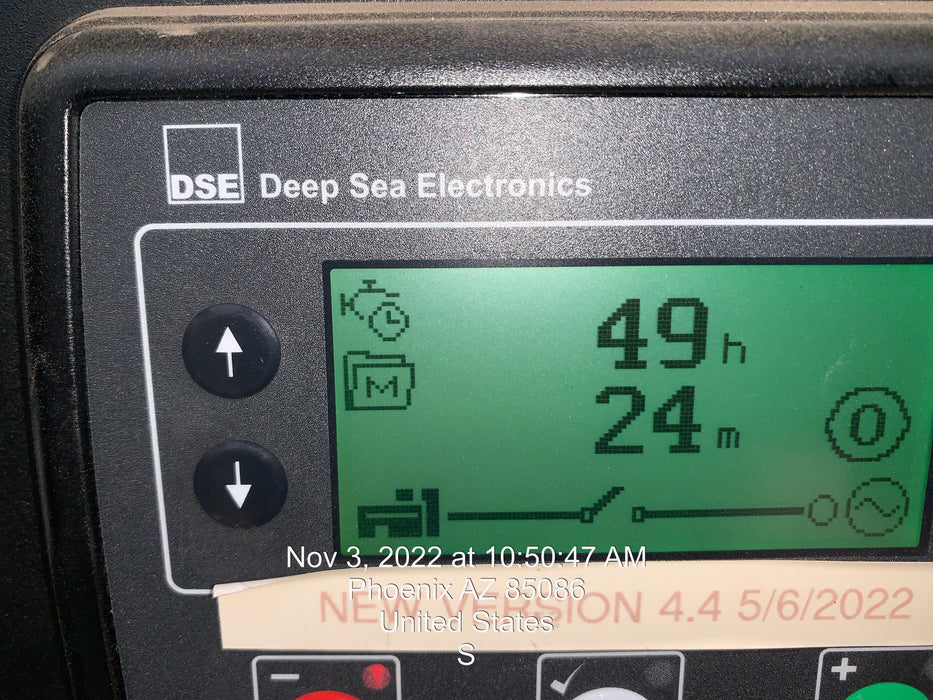 DSE Deep Sea Electronics
49 h
M
24 m
0
Nov 3, 2022 at 10:50:47 AM
Phoenix AZ 85086
NEW VERSION 4.4 5/6/2022
United States
S